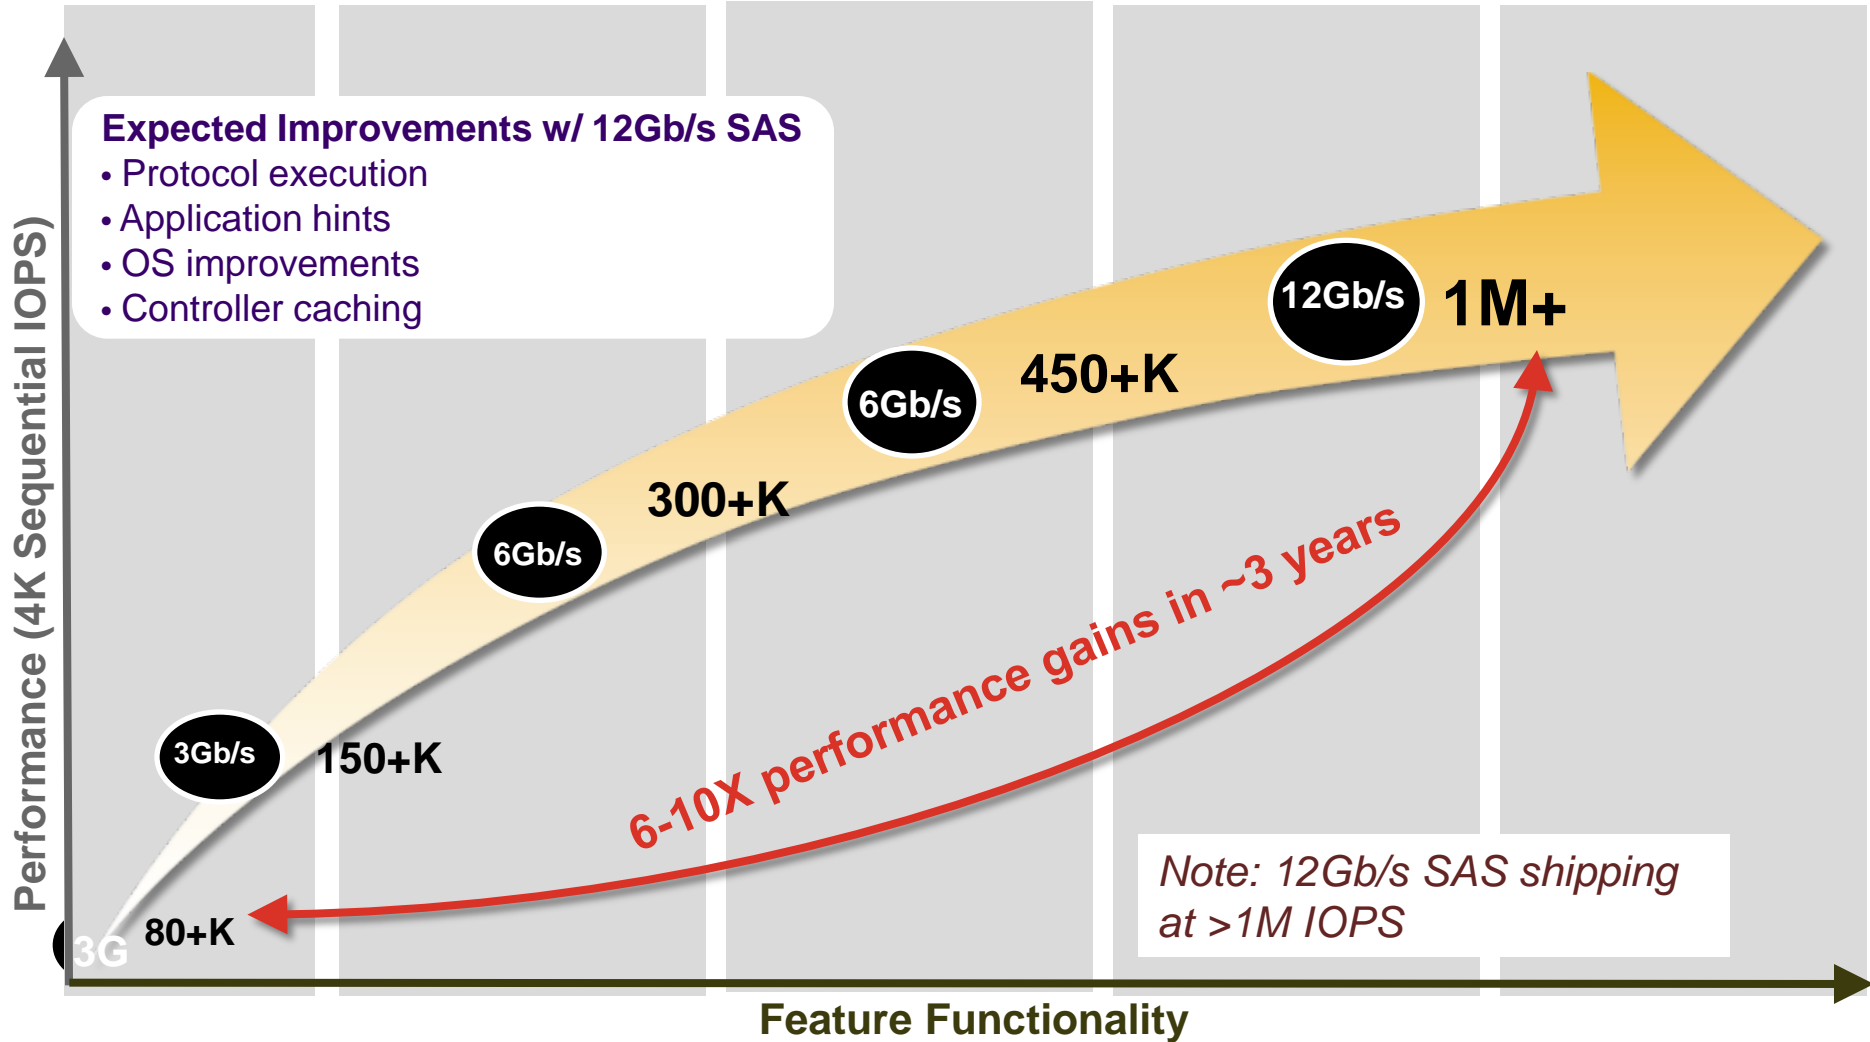 Expected Improvements w/ 12Gb/s SAS
• Protocol execution
• Application hints
• OS improvements
• Controller caching
Performance (4K Sequential IOPS)
12Gb/s
1M+
6Gb/s
450+K
6Gb/s
300+K
3Gb/s
150+K
3G
80+K
6-10X performance gains in ~3 years
Note: 12Gb/s SAS shipping
at >1M IOPS
Feature Functionality